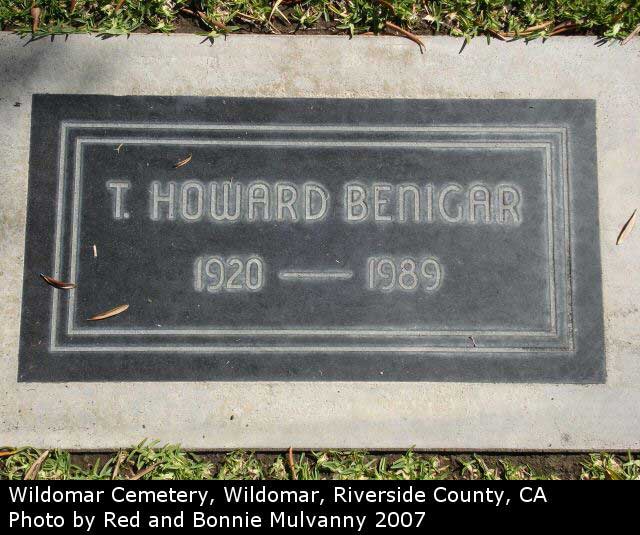 T. HOWARD BENIGAR
1920 — 1989
Wildomar Cemetery, Wildomar, Riverside County, CA
Photo by Red and Bonnie Mulvanny 2007